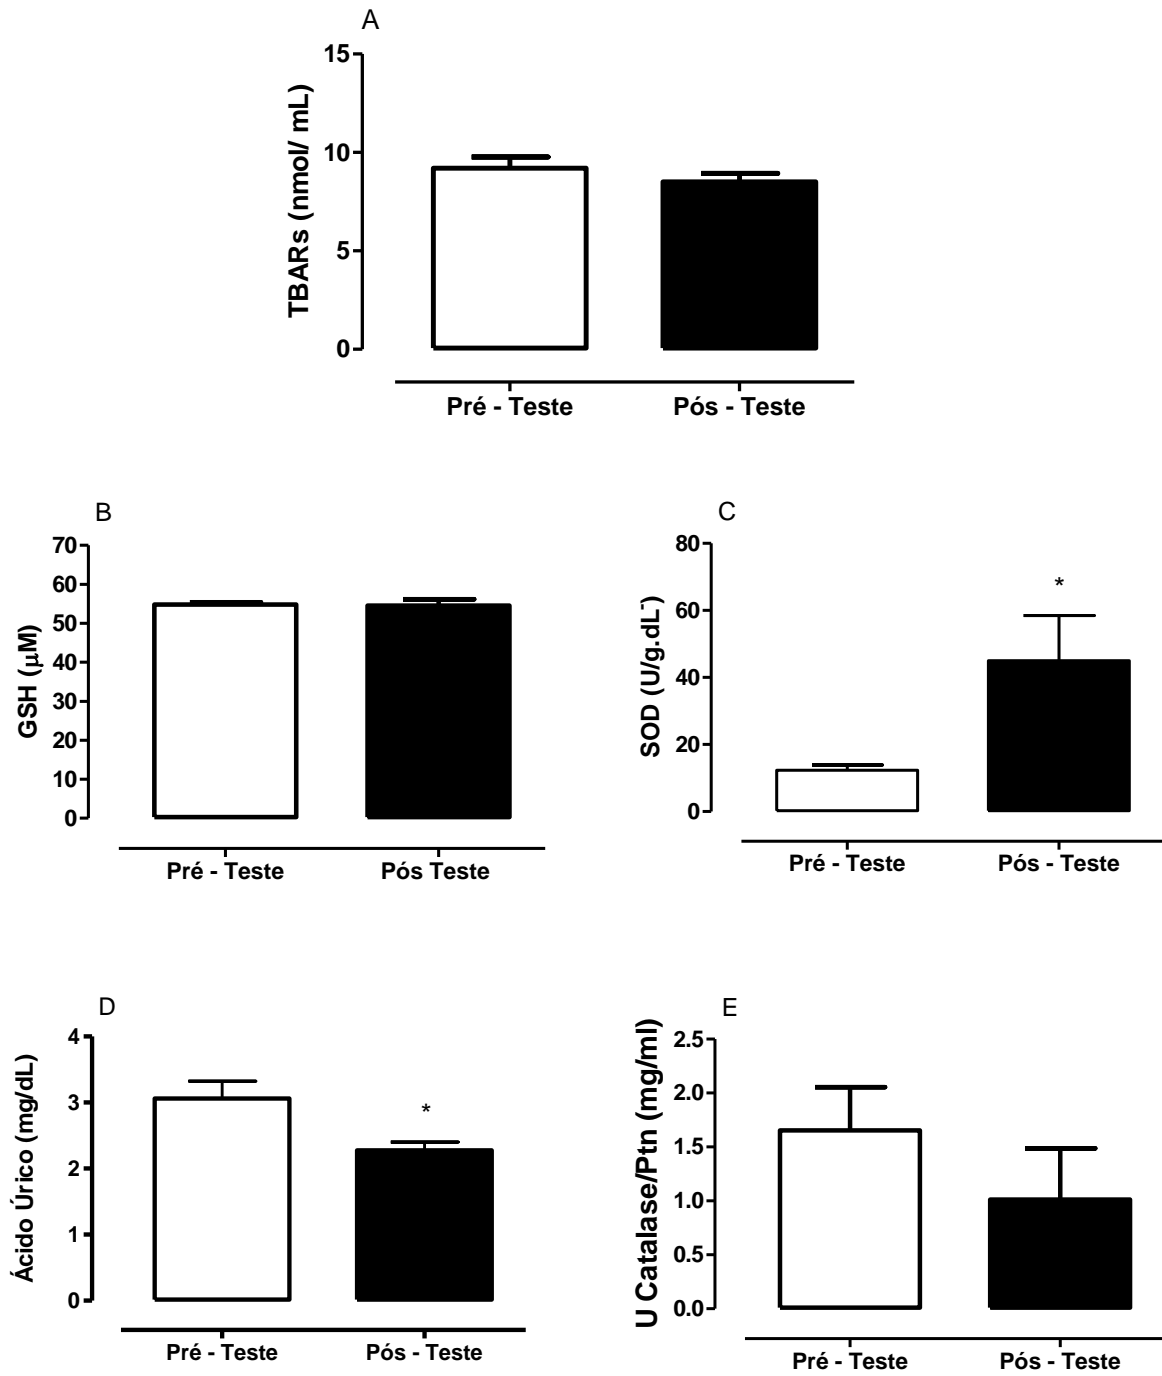 A
TBARs (nmol/ mL)
15
10
5
0
Pré - Teste
Pós - Teste
B
GSH (µM)
70
60
50
40
30
20
10
0
Pré - Teste
Pós Teste
C
SOD (U/g.dL⁻)
80
60
40
20
0
*
Pré - Teste
Pós - Teste
D
Ácido Úrico (mg/dL)
4
3
2
1
0
*
Pré - Teste
Pós - Teste
E
U Catalase/Ptn (mg/ml)
2.5
2.0
1.5
1.0
0.5
0.0
Pré - Teste
Pós - Teste